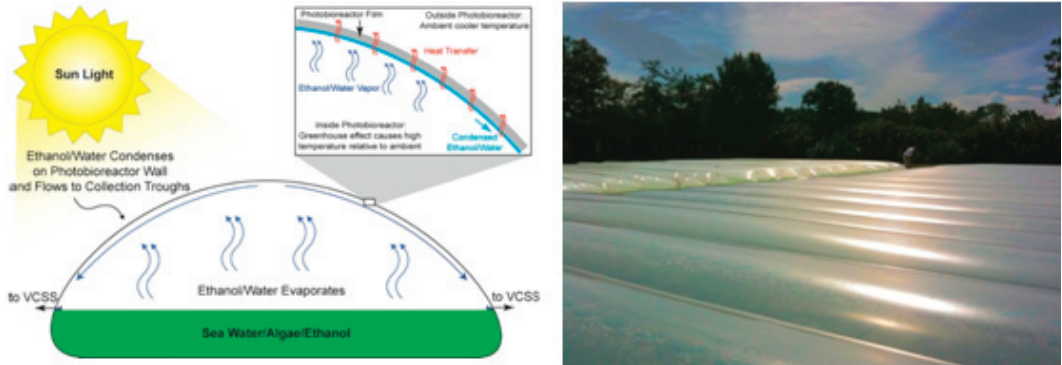 Sun Light
Ethanol/Water Condenses
on Photobioreactor Wall
and Flows to Collection Troughs
Photobioreactor Film
Outside Photobioreactor:
Ambient cooler temperature
Heat Transfer
Ethanol/Water Vapor
Inside Photobioreactor:
Greenhouse effect causes high
temperature relative to ambient
Condensed
Ethanol/Water
to VCSS
Ethanol/Water Evaporates
to VCSS
Sea Water/Algae/Ethanol